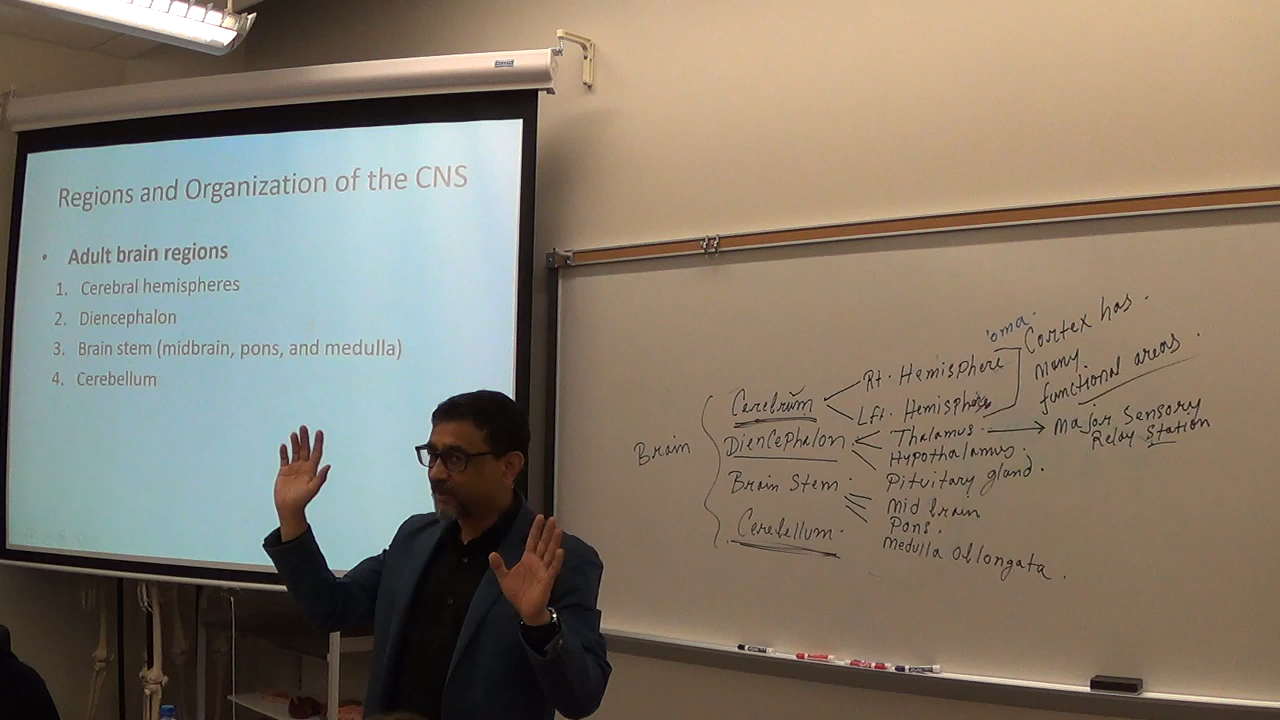 Regions and Organization of the CNS
• Adult brain regions
1. Cerebral hemispheres
2. Diencephalon
3. Brain stem (midbrain, pons, and medulla)
4. Cerebellum
Brain
Cerebrum
Diencephalon
Brain Stem.
Cerebellum.
Rt. Hemisphere
Lft. Hemisphere
Thalamus.
Hypothalamus.
Pituitary gland.
Mid brain
Pons.
Medulla Oblongata.
'oma.
Cortex has.
many
functional areas.
Major Sensory
Relay Station